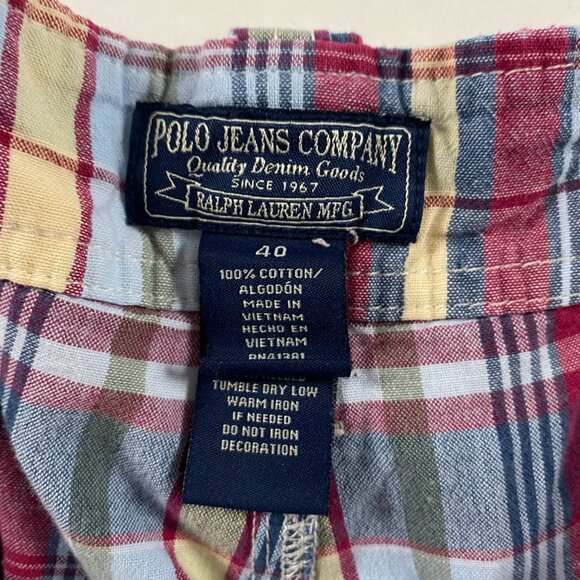 POLO JEANS COMPANY
Quality Denim Goods
SINCE 1967
RALPH LAUREN MFG.
40
100% COTTON/
ALGODÓN
MADE IN
VIETNAM
HECHO EN
VIETNAM
RN41381
TUMBLE DRY LOW
WARM IRON
IF NEEDED
DO NOT IRON
DECORATION